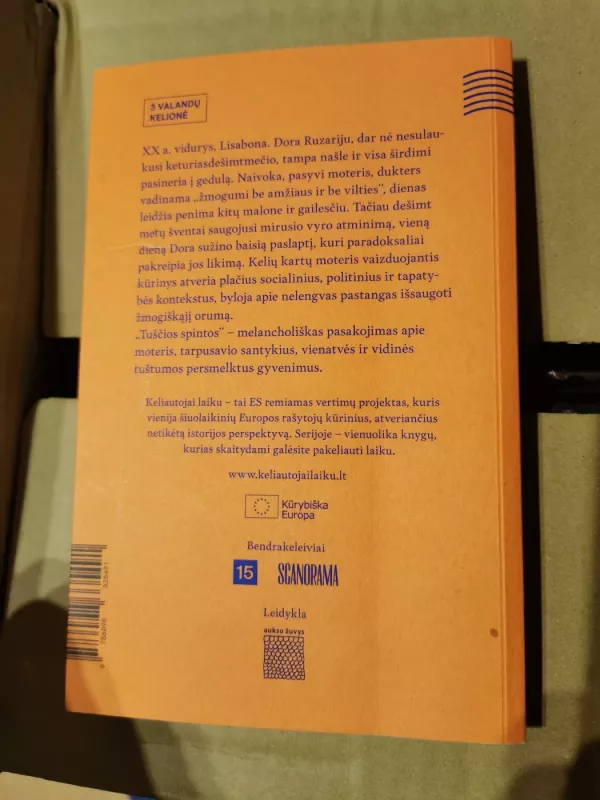 3 VALANDŲ
KELIONĖ
XX a. vidurys, Lisabona. Dora Ruzariju, dar nė nesulau-
kusi keturiasdešimtmečio, tampa našle ir visa širdimi
pasineria į gedulą. Naivoka, pasyvi moteris, dukters
vadinama „žmogumi be amžiaus ir be vilties“, dienas
leidžia penima kitų malone ir gailesčiu. Tačiau dešimt
metų šventai saugojusi mirusio vyro atminimą, vieną
dieną Dora sužino baisią paslaptį, kuri paradoksaliai
pakreipia jos likimą. Kelių kartų moteris vaizduojantis
kūrinys atveria plačius socialinius, politinius ir tapaty-
bės kontekstus, byloja apie nelengvas pastangas išsaugoti
žmogiškąjį orumą.
„Tuščios spintos“ – melancholiškas pasakojimas apie
moteris, tarpusavio santykius, vienatvės ir vidinės
tuštumos persmelktus gyvenimus.
Keliautojai laiku – tai ES remiamas vertimų projektas, kuris
vienija šiuolaikinių Europos rašytojų kūrinius, atveriančius
netikėtą istorijos perspektyvą. Serijoje – vienuolika knygų,
kurias skaitydami galėsite pakeliauti laiku.
www.keliautojailaiku.lt
Kūrybiška
Europa
Bendrakeleiviai
15 SCANORAMA
Leidykla
aukso žuvys